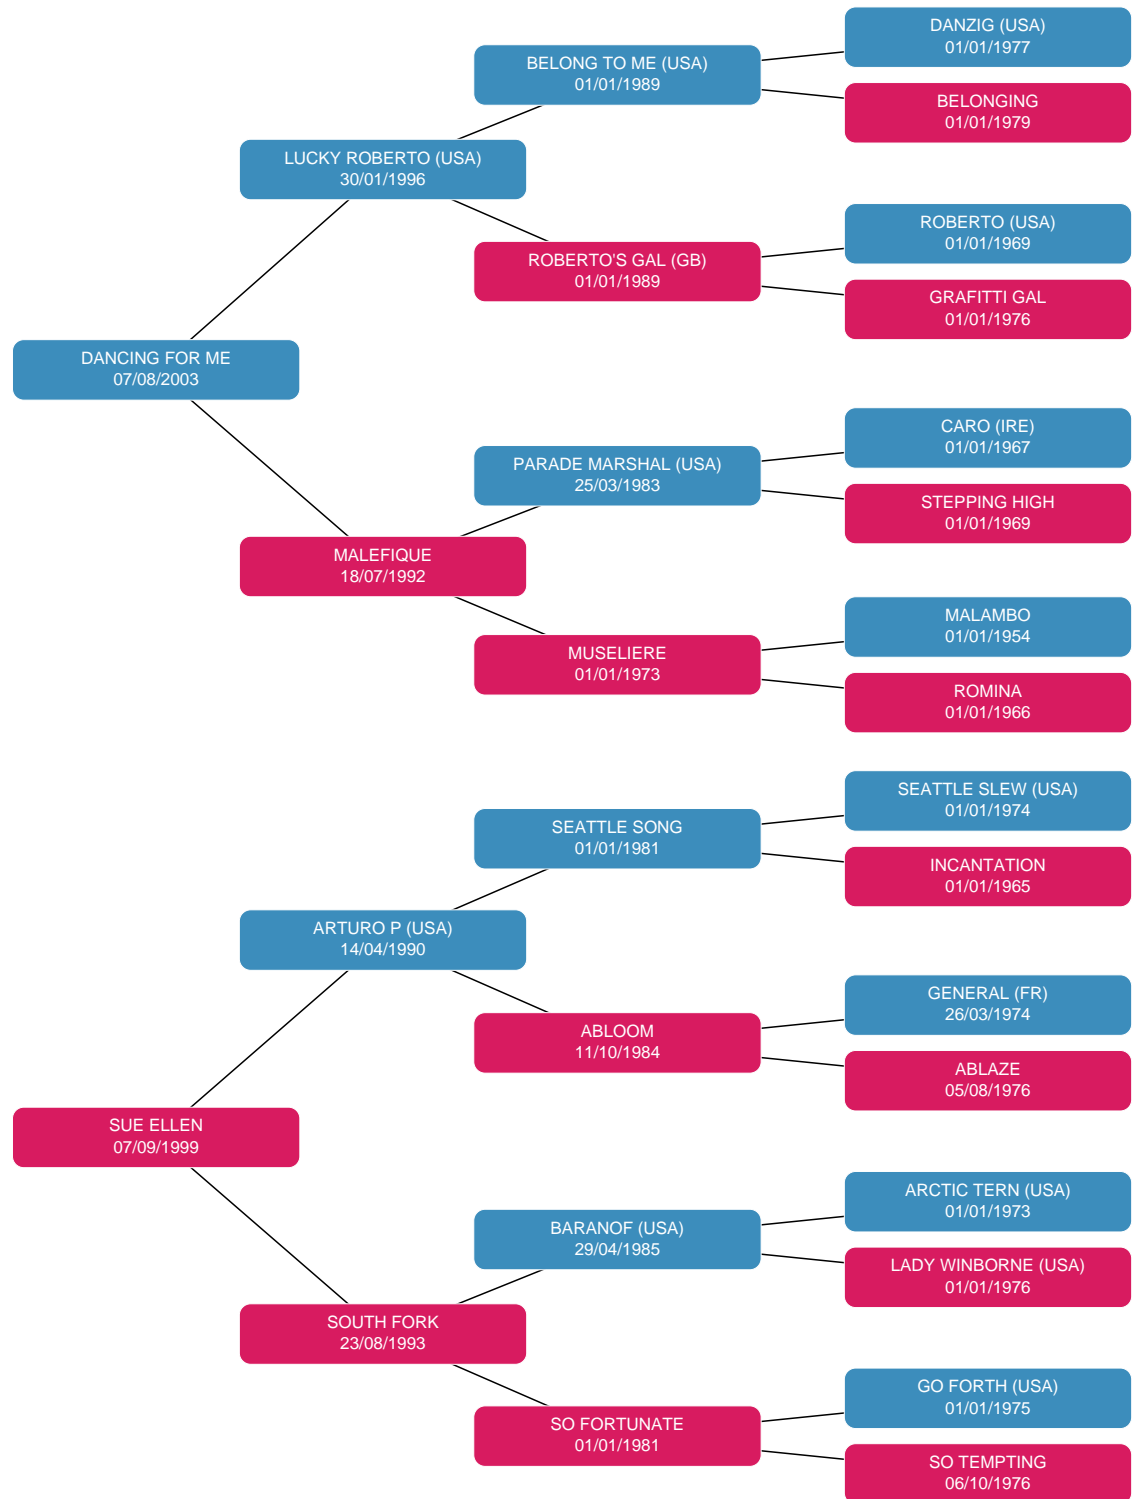 DANZIG (USA)
01/01/1977
BELONG TO ME (USA)
01/01/1989
BELONGING
01/01/1979
LUCKY ROBERTO (USA)
30/01/1996
ROBERTO (USA)
01/01/1969
ROBERTO'S GAL (GB)
01/01/1989
GRAFITTI GAL
01/01/1976
DANCING FOR ME
07/08/2003
CARO (IRE)
01/01/1967
PARADE MARSHAL (USA)
25/03/1983
STEPPING HIGH
01/01/1969
MALEFIQUE
18/07/1992
MALAMBO
01/01/1954
MUSELIERE
01/01/1973
ROMINA
01/01/1966
SEATTLE SLEW (USA)
01/01/1974
SEATTLE SONG
01/01/1981
INCANTATION
01/01/1965
ARTURO P (USA)
14/04/1990
GENERAL (FR)
26/03/1974
ABLOOM
11/10/1984
ABLAZE
05/08/1976
SUE ELLEN
07/09/1999
ARCTIC TERN (USA)
01/01/1973
BARANOF (USA)
29/04/1985
LADY WINBORNE (USA)
01/01/1976
SOUTH FORK
23/08/1993
GO FORTH (USA)
01/01/1975
SO FORTUNATE
01/01/1981
SO TEMPTING
06/10/1976